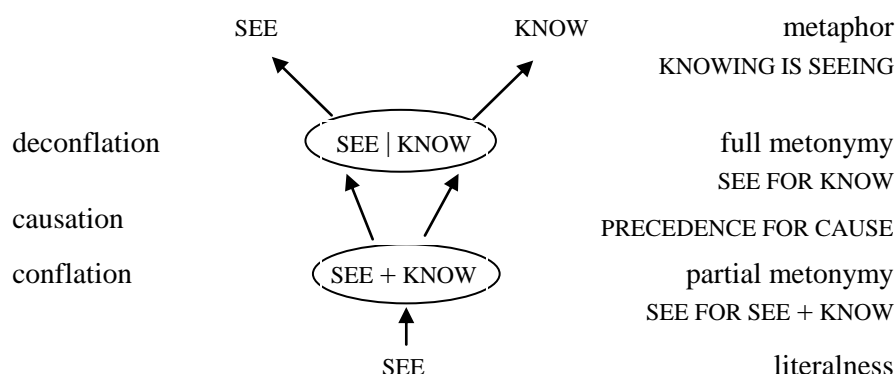 SEE KNOW metaphor
KNOWING IS SEEING
deconflation SEE | KNOW full metonymy
SEE FOR KNOW
causation
PRECEDENCE FOR CAUSE
conflation SEE + KNOW partial metonymy
SEE FOR SEE + KNOW
SEE literalness